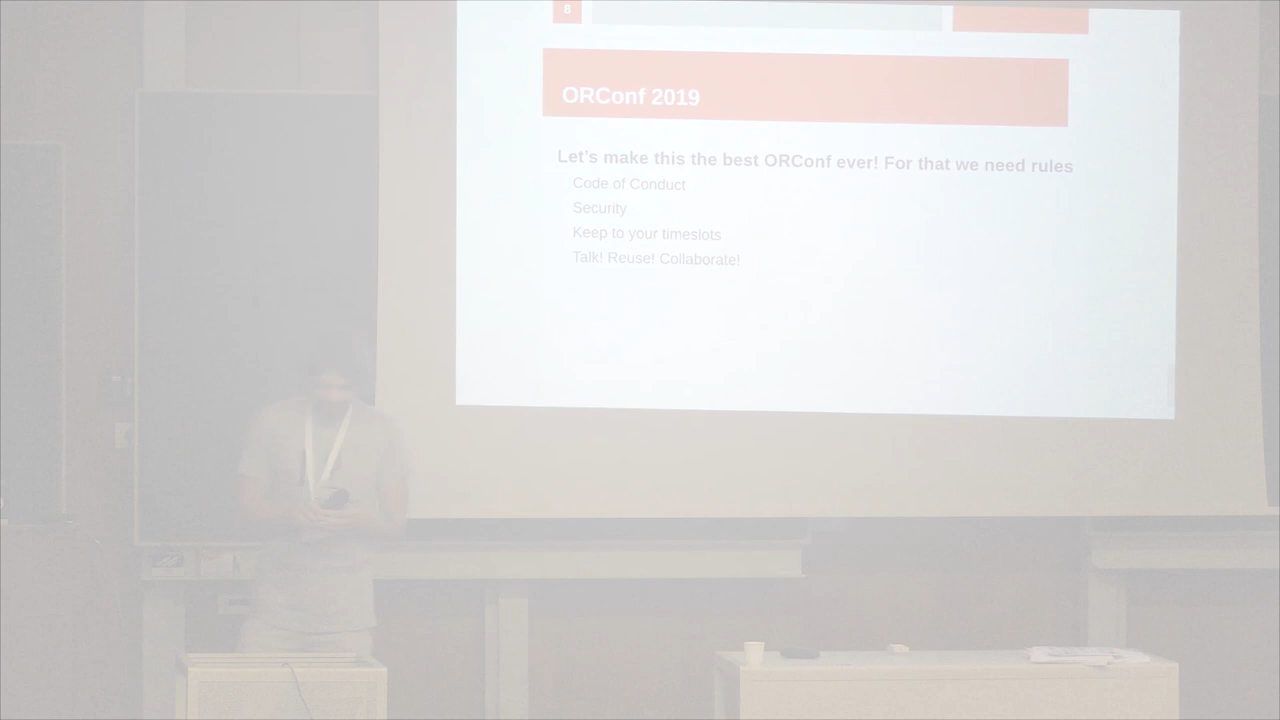 8
ORConf 2019
Let's make this the best ORConf ever! For that we need rules
Code of Conduct
Security
Keep to your timeslots
Talk! Reuse! Collaborate!